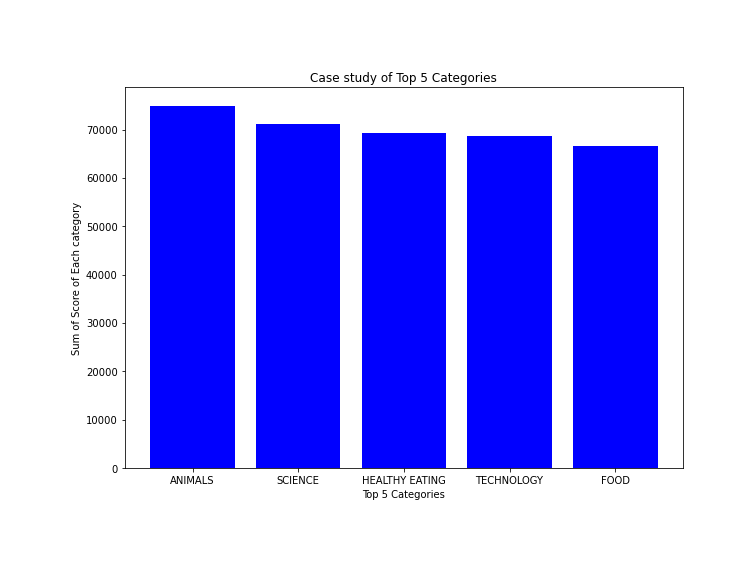 Case study of Top 5 Categories
Sum of Score of Each category
70000
60000
50000
40000
30000
20000
10000
0
ANIMALS SCIENCE HEALTHY EATING TECHNOLOGY FOOD
Top 5 Categories